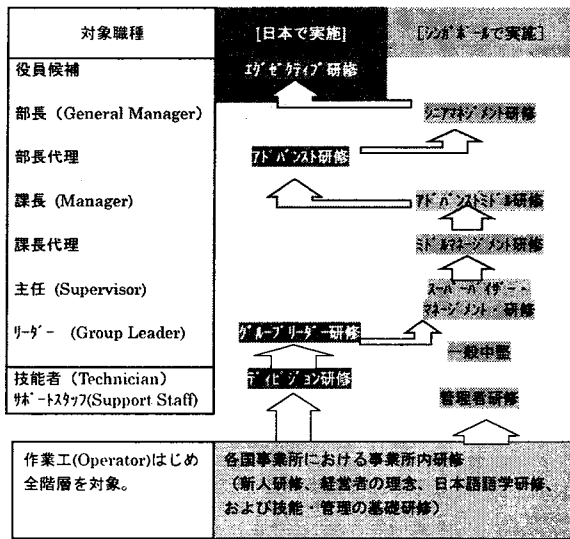 対象職種
[日本で実施]
[ｼﾝｶﾞﾎﾟｰﾙで実施]
役員候補
ｴｸﾞｾﾞｸﾃｨﾌﾞ研修
部長（General Manager）
ｼﾆｱﾏﾈｼﾞﾒﾝﾄ研修
部長代理
ｱﾄﾞﾊﾞﾝｽﾄ研修
課長 (Manager)
ｱﾄﾞﾊﾞﾝｽﾄﾐﾄﾞﾙ研修
課長代理
ﾐﾄﾞﾙﾏﾈｰｼﾞﾒﾝﾄ研修
主任 (Supervisor)
ｽｰﾊﾟｰﾊﾞｲｻﾞｰ・
ﾏﾈｰｼﾞﾒﾝﾄ・研修
ﾘｰﾀﾞｰ (Group Leader)
ｸﾞﾙｰﾌﾟﾘｰﾀﾞｰ研修
一般中堅
技能者（Technician）
ｻﾎﾟｰﾄｽﾀｯﾌ(Support Staff)
ﾃﾞｨﾋﾞｼﾞｮﾝ研修
管理者研修
作業工(Operator)はじめ
全階層を対象。
各国事業所における事業所内研修
（新人研修、経営者の理念、日本語語学研修、
および技能・管理の基礎研修）